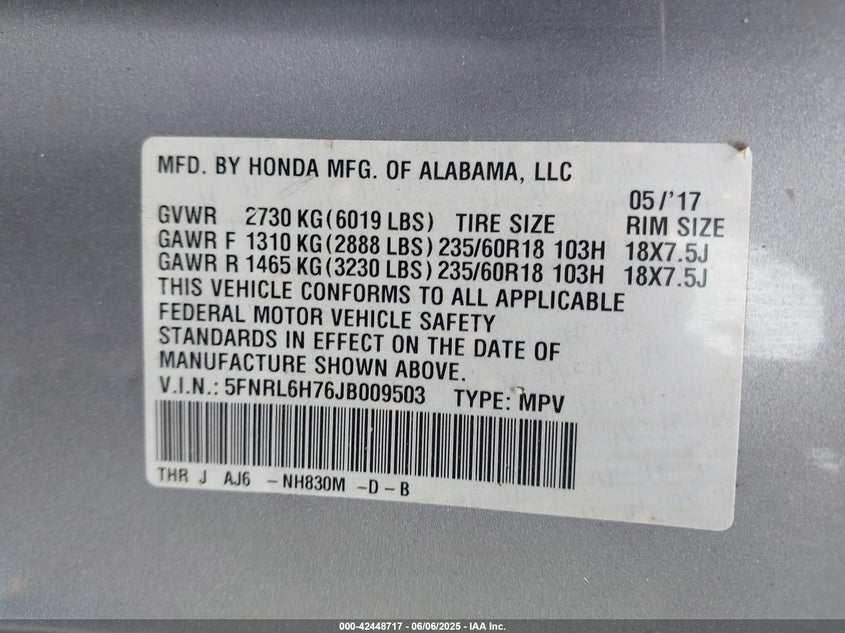 MFD. BY HONDA MFG. OF ALABAMA, LLC
05/'17
GVWR 2730 KG(6019 LBS) TIRE SIZE RIM SIZE
GAWR F 1310 KG(2888 LBS) 235/60R18 103H 18X7.5J
GAWR R 1465 KG(3230 LBS) 235/60R18 103H 18X7.5J
THIS VEHICLE CONFORMS TO ALL APPLICABLE
FEDERAL MOTOR VEHICLE SAFETY
STANDARDS IN EFFECT ON THE DATE OF
MANUFACTURE SHOWN ABOVE.
V.I.N.: 5FNRL6H76JB009503 TYPE: MPV
THR J AJ6 -NH830M -D-B
000-42448717 - 06/06/2025 - IAA Inc.